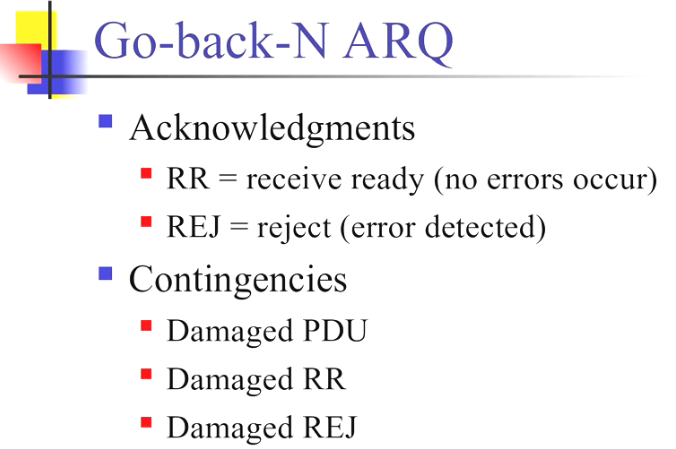 Go-back-N ARQ
Acknowledgments
RR = receive ready (no errors occur)
REJ = reject (error detected)
Contingencies
Damaged PDU
Damaged RR
Damaged REJ